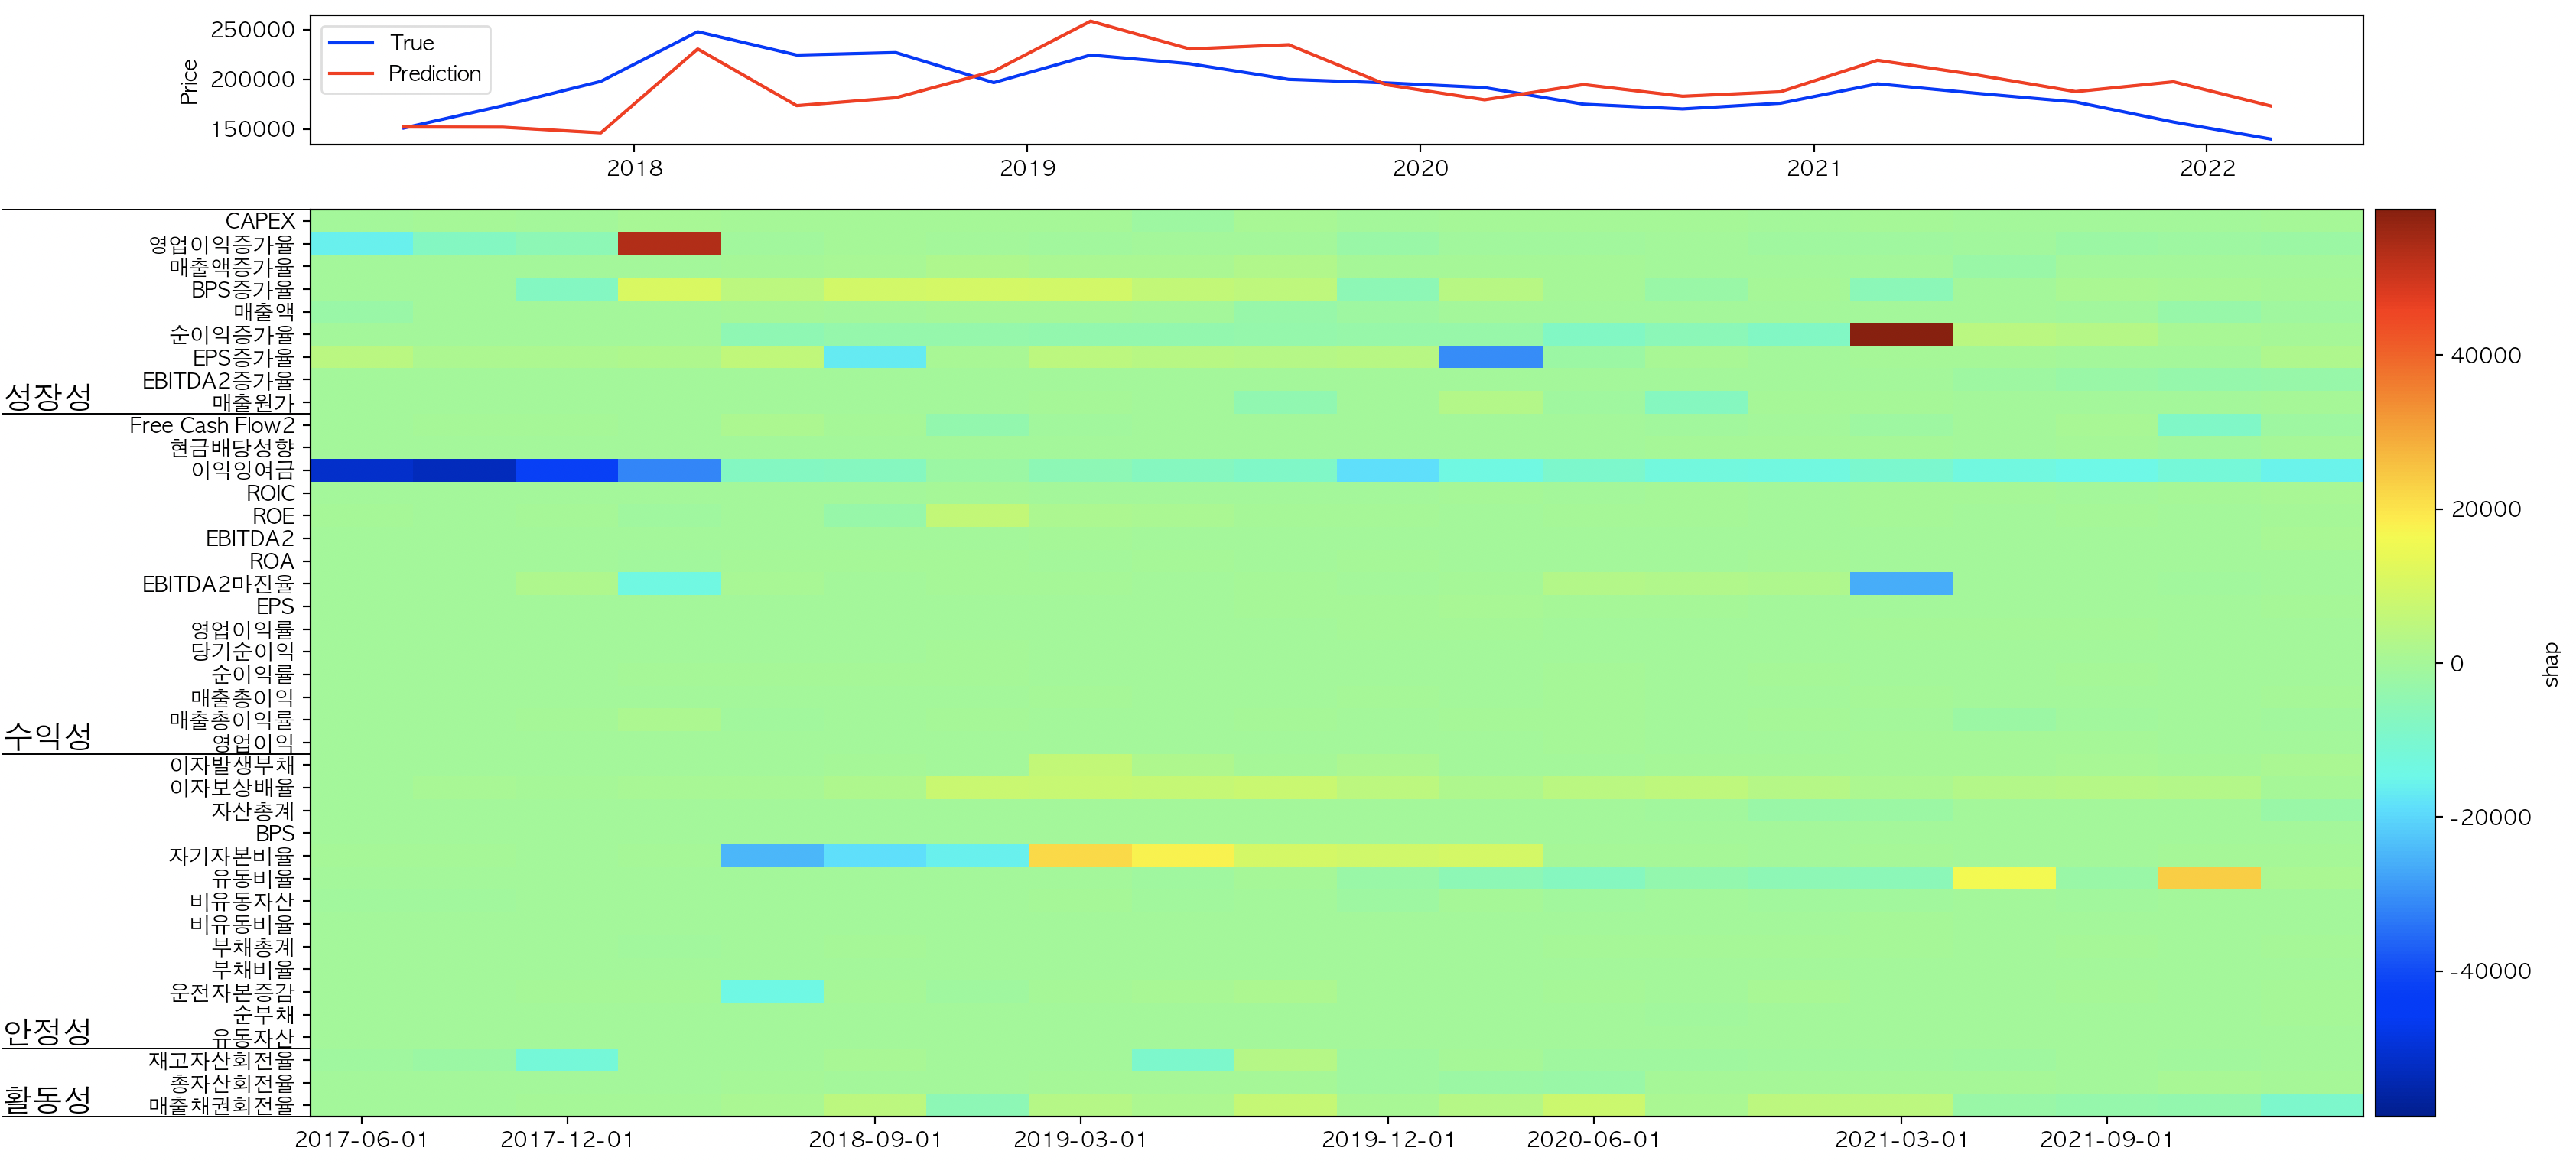 250000
True
Prediction
200000
Price
150000
2018
2019
2020
2021
2022
CAPEX
영업이익증가율
매출액증가율
BPS증가율
매출액
순이익증가율
EPS증가율
EBITDA2증가율
매출원가
성장성
Free Cash Flow2
현금배당성향
이익잉여금
ROIC
ROE
EBITDA2
ROA
EBITDA2마진율
EPS
영업이익률
당기순이익
순이익률
매출총이익
매출총이익률
영업이익
수익성
이자발생부채
이자보상배율
자산총계
BPS
자기자본비율
유동비율
비유동자산
비유동비율
부채총계
부채비율
운전자본증감
순부채
유동자산
안정성
재고자산회전율
총자산회전율
매출채권회전율
활동성
2017-06-01
2017-12-01
2018-09-01
2019-03-01
2019-12-01
2020-06-01
2021-03-01
2021-09-01
40000
20000
0
-20000
-40000
shap